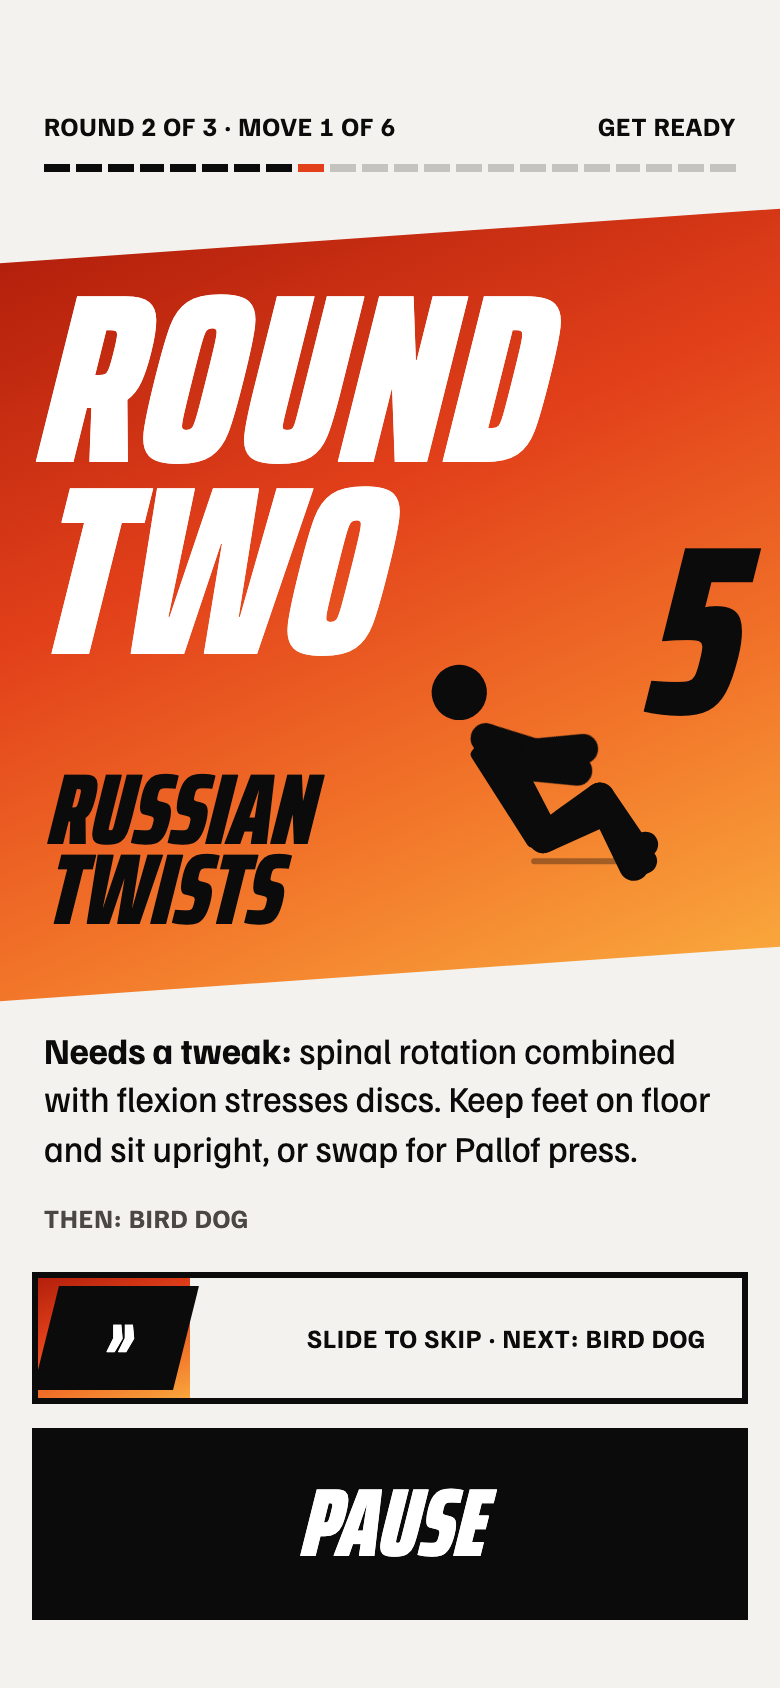 ROUND 2 OF 3 · MOVE 1 OF 6
GET READY
ROUND
TWO
5
RUSSIAN
TWISTS
Needs a tweak: spinal rotation combined
with flexion stresses discs. Keep feet on floor
and sit upright, or swap for Pallof press.
THEN: BIRD DOG
»
SLIDE TO SKIP · NEXT: BIRD DOG
PAUSE